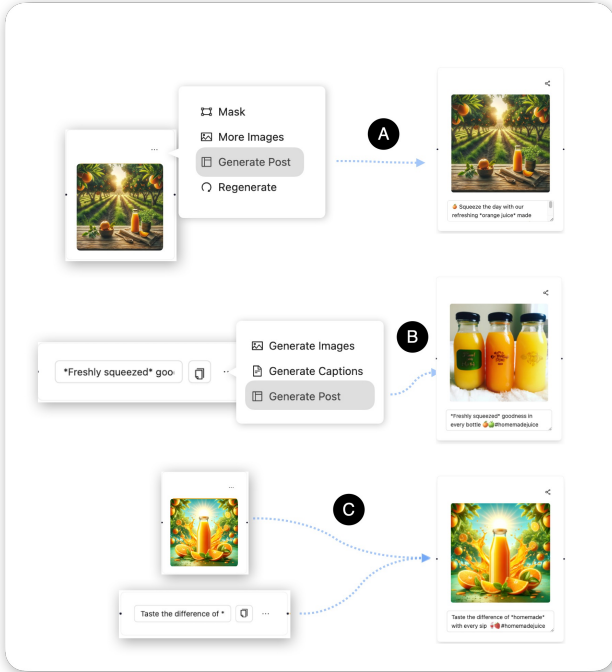 Mask
More Images
Generate Post
Regenerate
A
Squeeze the day with our
refreshing *orange juice* made
*Freshly squeezed* goo
Generate Images
Generate Captions
Generate Post
B
*Freshly squeezed* goodness in
every bottle 🍊🍃#homemadejuice
C
Taste the difference of *
Taste the difference of *homemade*
with every sip #homemadejuice